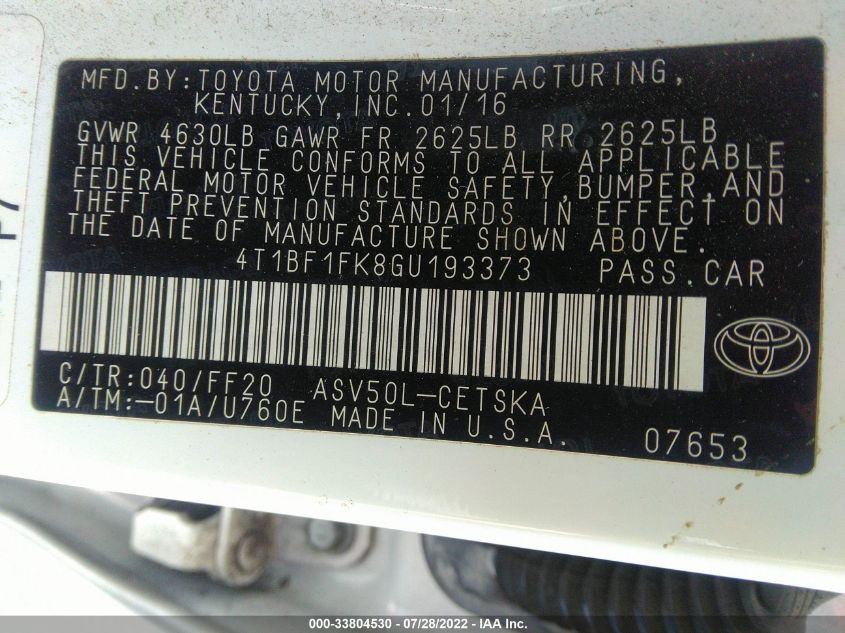 MFD.BY:TOYOTA MOTOR MANUFACTURING,
KENTUCKY,INC.01/16
GVWR 4630LB GAWR FR 2625LB RR 2625LB
THIS VEHICLE CONFORMS TO ALL APPLICABLE
FEDERAL MOTOR VEHICLE SAFETY,BUMPER,AND
THEFT PREVENTION STANDARDS IN EFFECT ON
THE DATE OF MANUFACTURE SHOWN ABOVE.
4T1BF1FK8GU193373 PASS.CAR
C/TR:040/FF20 ASV50L-CETSKA
A/TM:-01A/U760E MADE IN U.S.A. 07653
000-33804530 - 07/28/2022 - IAA Inc.